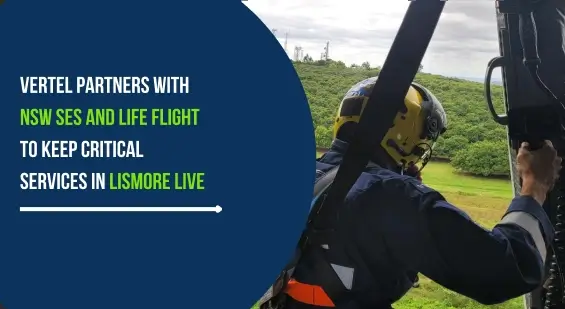 VERTEL PARTNERS WITH
NSW SES AND LIFE FLIGHT
TO KEEP CRITICAL
SERVICES IN LISMORE LIVE